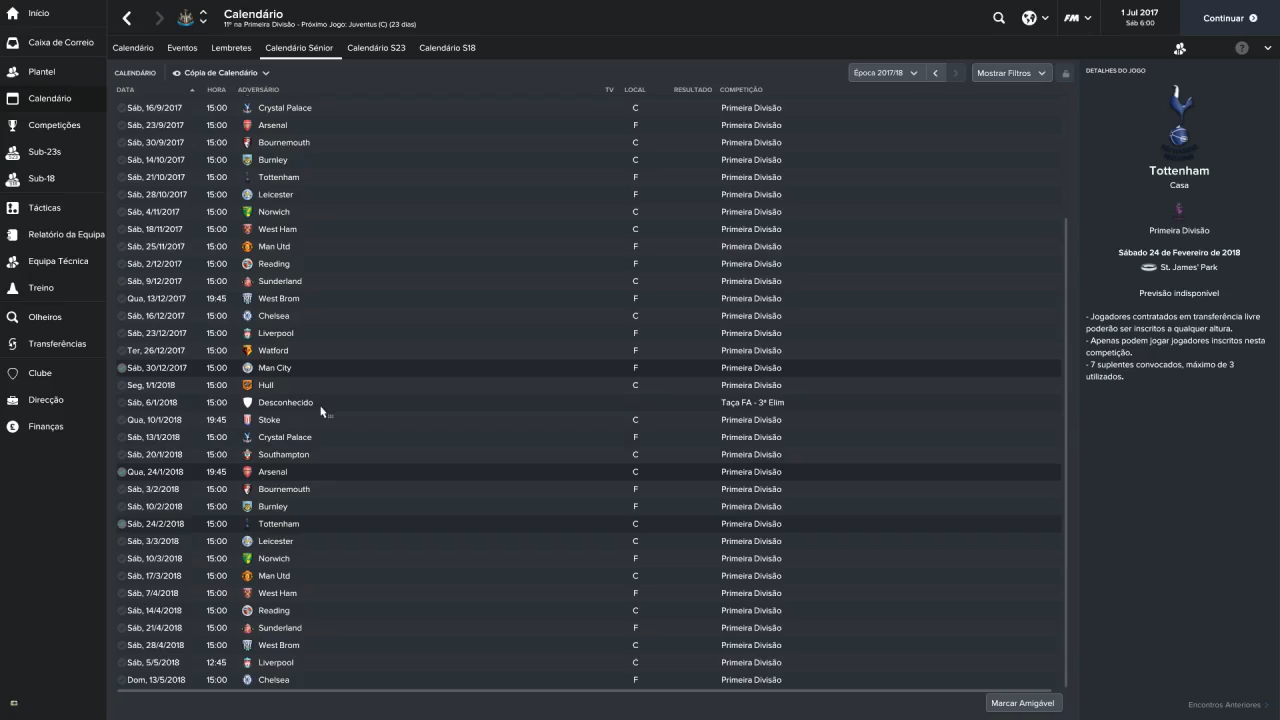 Início
Caixa de Correio
Plantel
Calendário
Competições
Sub-23s
Sub-18
Tácticas
Relatório da Equipa
Equipa Técnica
Treino
Olheiros
Transferências
Clube
Direcção
Finanças
Calendário
11º na Primeira Divisão - Próximo Jogo: Juventus (C) (23 dias)
FM
1 Jul 2017
Sáb 6:00
Continuar
Calendário Eventos Lembretes Calendário Sénior Calendário S23 Calendário S18
CALENDÁRIO Cópia de Calendário Época 2017/18 Mostrar Filtros
DATA HORA ADVERSÁRIO TV LOCAL RESULTADO COMPETIÇÃO
Sáb, 16/9/2017 15:00 Crystal Palace C Primeira Divisão
Sáb, 23/9/2017 15:00 Arsenal F Primeira Divisão
Sáb, 30/9/2017 15:00 Bournemouth C Primeira Divisão
Sáb, 14/10/2017 15:00 Burnley C Primeira Divisão
Sáb, 21/10/2017 15:00 Tottenham F Primeira Divisão
Sáb, 28/10/2017 15:00 Leicester F Primeira Divisão
Sáb, 4/11/2017 15:00 Norwich C Primeira Divisão
Sáb, 18/11/2017 15:00 West Ham C Primeira Divisão
Sáb, 25/11/2017 15:00 Man Utd F Primeira Divisão
Sáb, 2/12/2017 15:00 Reading F Primeira Divisão
Sáb, 9/12/2017 15:00 Sunderland C Primeira Divisão
Qua, 13/12/2017 19:45 West Brom F Primeira Divisão
Sáb, 16/12/2017 15:00 Chelsea C Primeira Divisão
Sáb, 23/12/2017 15:00 Liverpool F Primeira Divisão
Ter, 26/12/2017 15:00 Watford F Primeira Divisão
Sáb, 30/12/2017 15:00 Man City F Primeira Divisão
Seg, 1/1/2018 15:00 Hull C Primeira Divisão
Sáb, 6/1/2018 15:00 Desconhecido Taça FA - 3ª Elim
Qua, 10/1/2018 19:45 Stoke C Primeira Divisão
Sáb, 13/1/2018 15:00 Crystal Palace F Primeira Divisão
Sáb, 20/1/2018 15:00 Southampton C Primeira Divisão
Qua, 24/1/2018 19:45 Arsenal C Primeira Divisão
Sáb, 3/2/2018 15:00 Bournemouth F Primeira Divisão
Sáb, 10/2/2018 15:00 Burnley F Primeira Divisão
Sáb, 24/2/2018 15:00 Tottenham C Primeira Divisão
Sáb, 3/3/2018 15:00 Leicester C Primeira Divisão
Sáb, 10/3/2018 15:00 Norwich F Primeira Divisão
Sáb, 17/3/2018 15:00 Man Utd C Primeira Divisão
Sáb, 7/4/2018 15:00 West Ham F Primeira Divisão
Sáb, 14/4/2018 15:00 Reading C Primeira Divisão
Sáb, 21/4/2018 15:00 Sunderland F Primeira Divisão
Sáb, 28/4/2018 15:00 West Brom C Primeira Divisão
Sáb, 5/5/2018 12:45 Liverpool C Primeira Divisão
Dom, 13/5/2018 15:00 Chelsea F Primeira Divisão
Marcar Amigável
DETALHES DO JOGO
Tottenham
Casa
Primeira Divisão
Sábado 24 de Fevereiro de 2018
St. James' Park
Previsão indisponível
- Jogadores contratados em transferência livre
poderão ser inscritos a qualquer altura.
- Apenas podem jogar jogadores inscritos nesta
competição.
- 7 suplentes convocados, máximo de 3
utilizados.
Encontros Anteriores